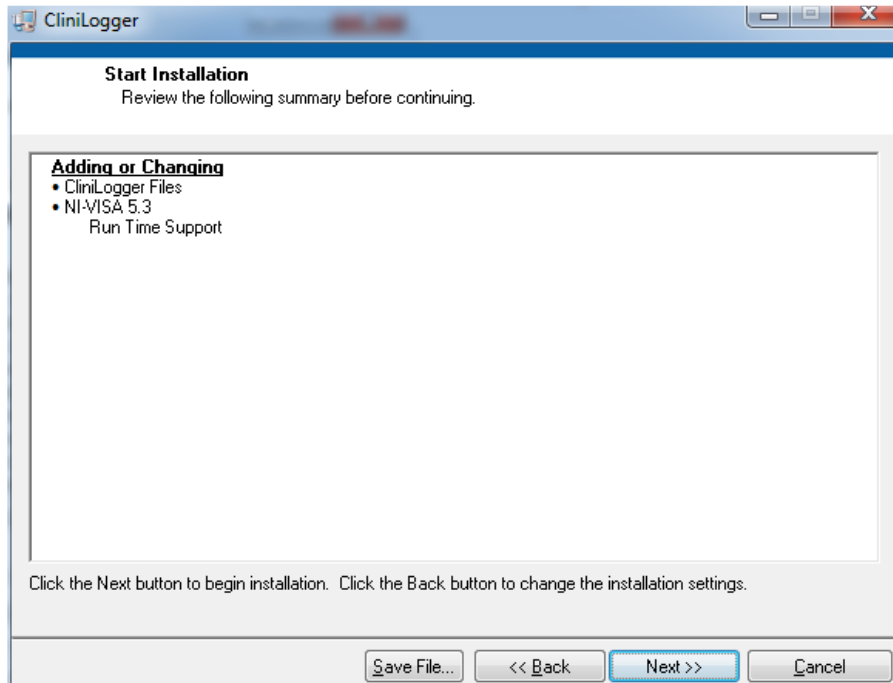 CliniLogger
Start Installation
Review the following summary before continuing.
Adding or Changing
• CliniLogger Files
• NI-VISA 5.3
Run Time Support
Click the Next button to begin installation. Click the Back button to change the installation settings.
Save File...
<< Back
Next >>
Cancel